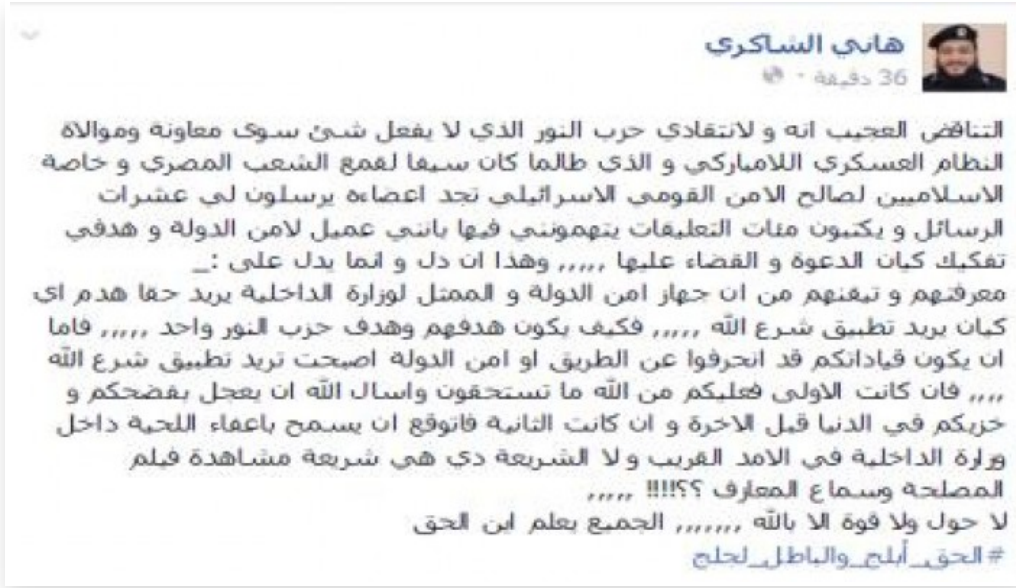 هاني الشاكري
36 دقيقة ·
التناقض العجيب انه و لانتقادي حزب النور الذي لا يفعل شئ سوى معاونة وموالاة
النظام العسكري اللامباركي و الذي طالما كان سيفا لقمع الشعب المصري و خاصة
الاسلاميين لصالح الامن القومى الاسرائيلى تجد اعضاءه يرسلون لي عشرات
الرسائل و يكتبون مئات التعليقات يتهمونني فيها بانني عميل لامن الدولة و هدفي
تفكيك كيان الدعوة و القضاء عليها ,,,,, وهذا ان دل و انما يدل على :_
معرفتهم و تيقنهم من ان جهاز امن الدولة و الممثل لوزارة الداخلية يريد حقا هدم اي
كيان يريد تطبيق شرع الله ,,,,, فكيف يكون هدفهم وهدف حزب النور واحد ,,,,, فاما
ان يكون قياداتكم قد انحرفوا عن الطريق او امن الدولة اصبحت تريد تطبيق شرع الله
,,,, فان كانت الاولى فعليكم من الله ما تستحقون واسال الله ان يعجل بفضحكم و
خزيكم في الدنيا قبل الاخرة و ان كانت الثانية فاتوقع ان يسمح باعفاء اللحية داخل
وزارة الداخلية في الامد القريب و لا الشريعة دي هى شريعة مشاهدة فيلم
المصلحة وسماع المعارف ؟؟!!!! ,,,,,
لا حول ولا قوة الا بالله ,,,,,,, الجميع يعلم اين الحق
#الحق_أبلج_والباطل_لجلج